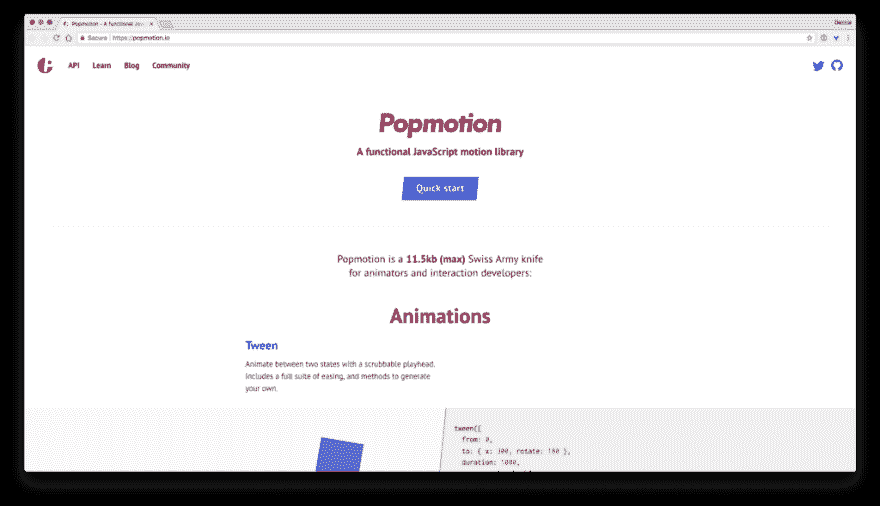 Popmotion - A functional Jav
Secure https://popmotion.io
API Learn Blog Community
Popmotion
A functional JavaScript motion library
Quick start
Popmotion is a 11.5kb (max) Swiss Army knife
for animators and interaction developers:
Animations
Tween
Animate between two states with a scrubbable playhead.
Includes a full suite of easing, and methods to generate
your own.
tween({
from: 0,
to: { x: 300, rotate: 180 },
duration: 1000,